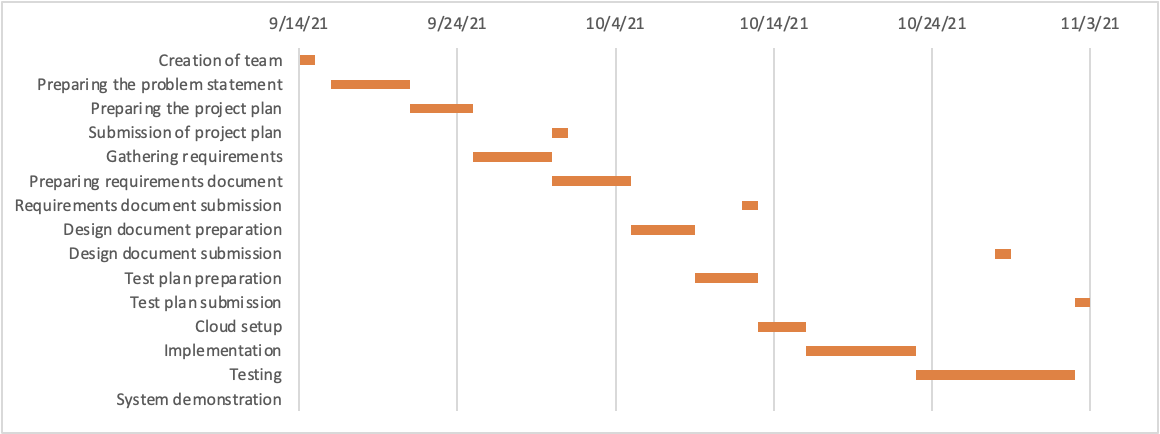 9/14/21 9/24/21 10/4/21 10/14/21 10/24/21 11/3/21
Creation of team
Preparing the problem statement
Preparing the project plan
Submission of project plan
Gathering requirements
Preparing requirements document
Requirements document submission
Design document preparation
Design document submission
Test plan preparation
Test plan submission
Cloud setup
Implementation
Testing
System demonstration